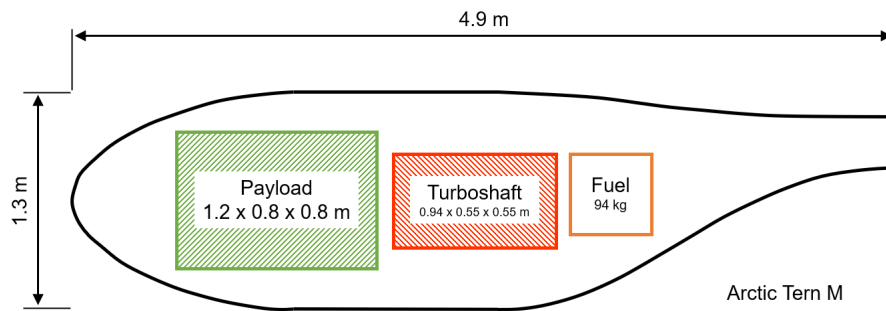 4.9 m
1.3 m
Payload
1.2 x 0.8 x 0.8 m
Turboshaft
0.94 x 0.55 x 0.55 m
Fuel
94 kg
Arctic Tern M